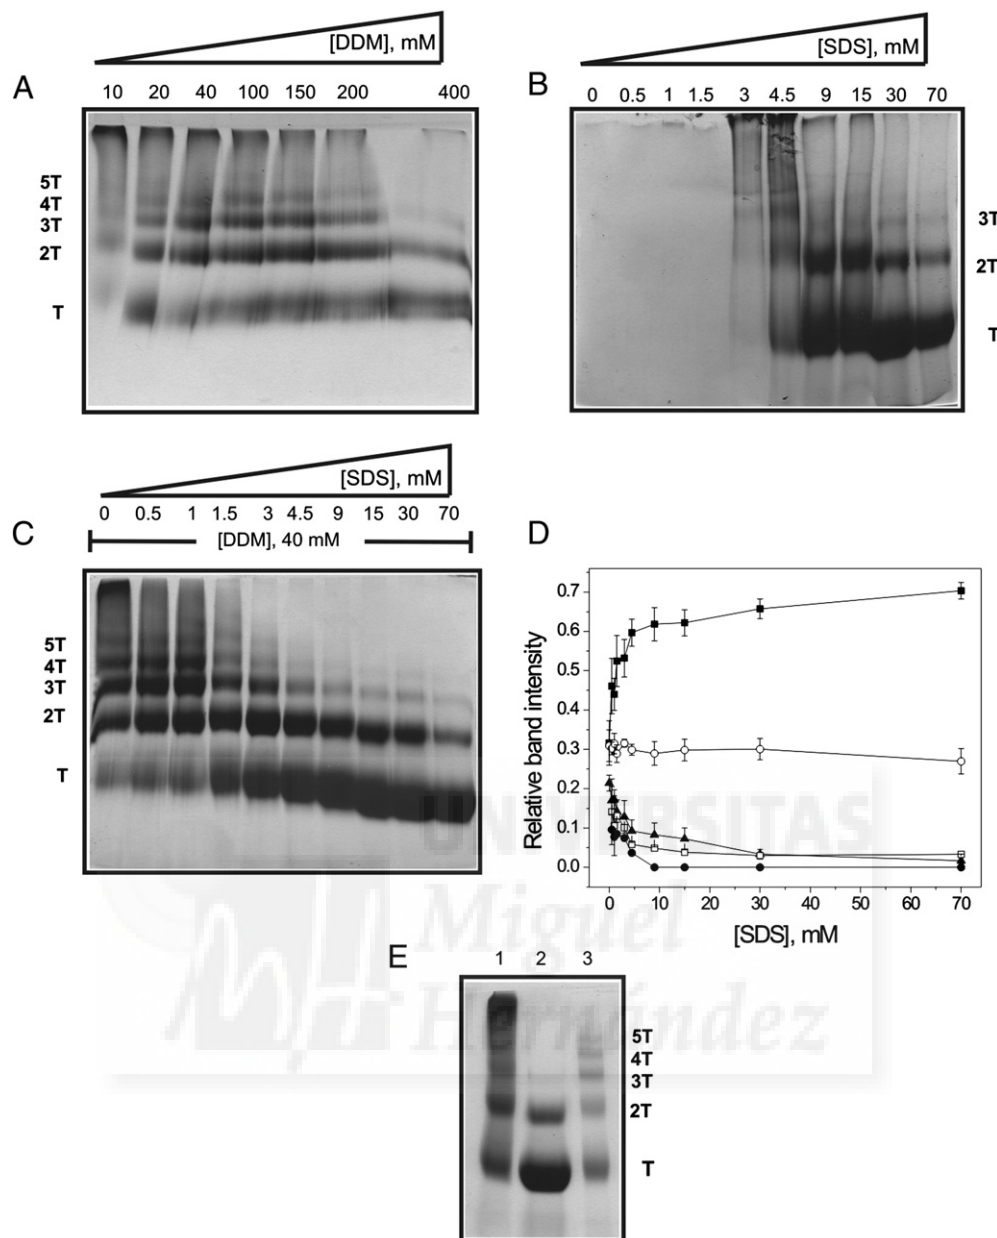 [DDM], mM
A
10 20 40 100 150 200 400
5T
4T
3T
2T
T
[SDS], mM
B
0 0.5 1 1.5 3 4.5 9 15 30 70
3T
2T
T
[SDS], mM
0 0.5 1 1.5 3 4.5 9 15 30 70
C
[DDM], 40 mM
5T
4T
3T
2T
T
D
Relative band intensity
0.7
0.6
0.5
0.4
0.3
0.2
0.1
0.0
0 10 20 30 40 50 60 70
[SDS], mM
UNIVERSITAS
Miguel
Hernández
E
1 2 3
5T
4T
3T
2T
T